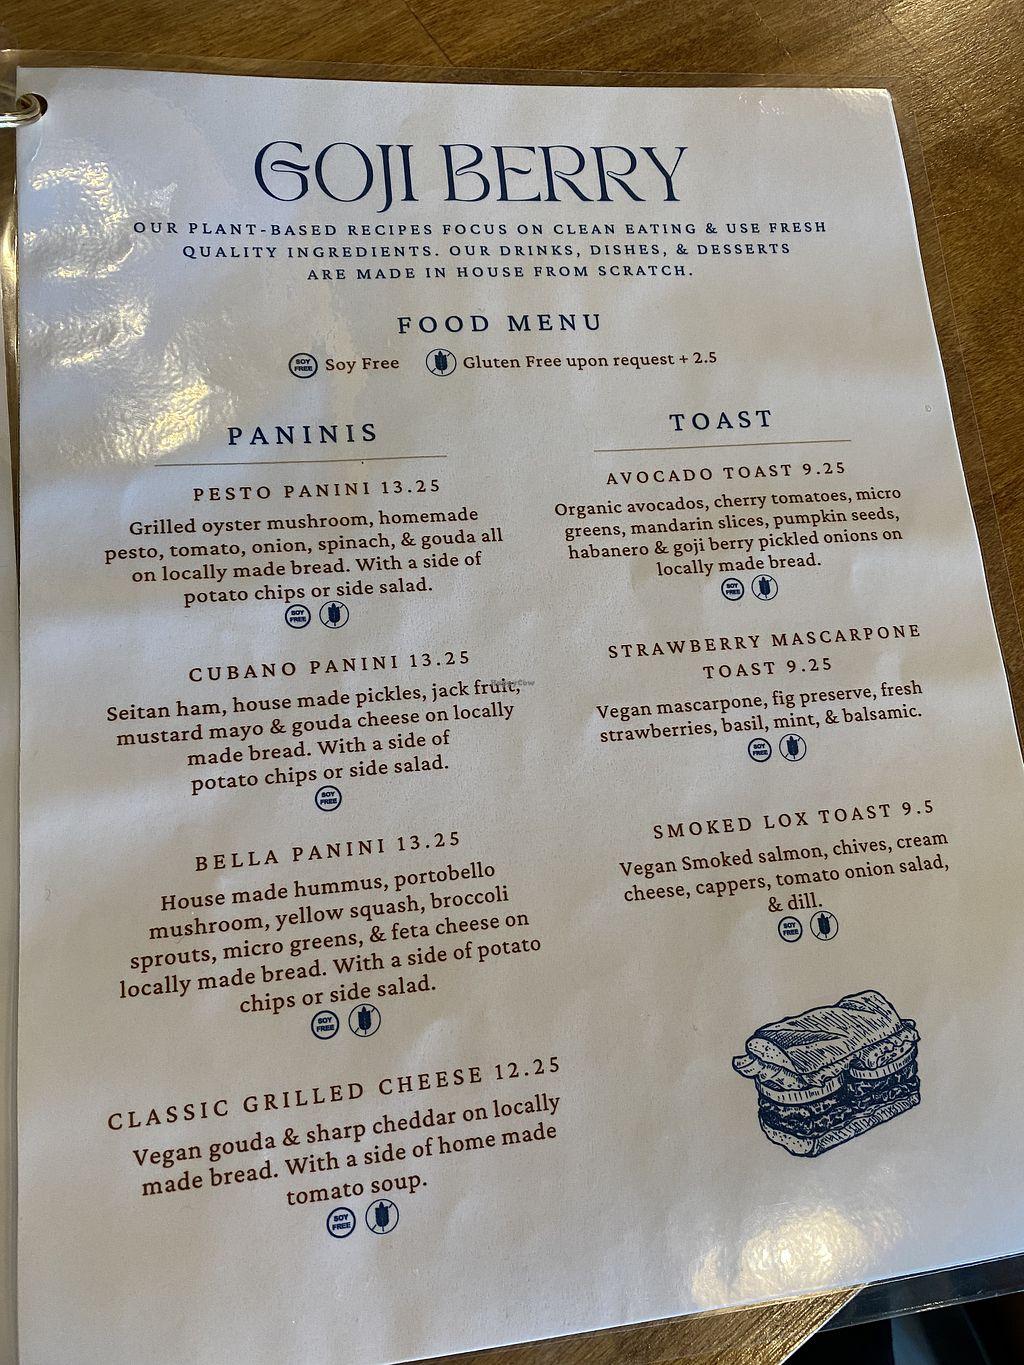 GOJI BERRY
OUR PLANT-BASED RECIPES FOCUS ON CLEAN EATING & USE FRESH
QUALITY INGREDIENTS. OUR DRINKS, DISHES, & DESSERTS
ARE MADE IN HOUSE FROM SCRATCH.
FOOD MENU
SOY FREE Soy Free Gluten Free upon request + 2.5
PANINIS
PESTO PANINI 13.25
Grilled oyster mushroom, homemade
pesto, tomato, onion, spinach, & gouda all
on locally made bread. With a side of
potato chips or side salad.
SOY FREE
CUBANO PANINI 13.25
Seitan ham, house made pickles, jack fruit,
mustard mayo & gouda cheese on locally
made bread. With a side of
potato chips or side salad.
SOY FREE
BELLA PANINI 13.25
House made hummus, portobello
mushroom, yellow squash, broccoli
sprouts, micro greens, & feta cheese on
locally made bread. With a side of potato
chips or side salad.
SOY FREE
CLASSIC GRILLED CHEESE 12.25
Vegan gouda & sharp cheddar on locally
made bread. With a side of home made
tomato soup.
SOY FREE
TOAST
AVOCADO TOAST 9.25
Organic avocados, cherry tomatoes, micro
greens, mandarin slices, pumpkin seeds,
habanero & goji berry pickled onions on
locally made bread.
SOY FREE
STRAWBERRY MASCARPONE
TOAST 9.25
Vegan mascarpone, fig preserve, fresh
strawberries, basil, mint, & balsamic.
SOY FREE
SMOKED LOX TOAST 9.5
Vegan Smoked salmon, chives, cream
cheese, cappers, tomato onion salad,
& dill.
SOY FREE